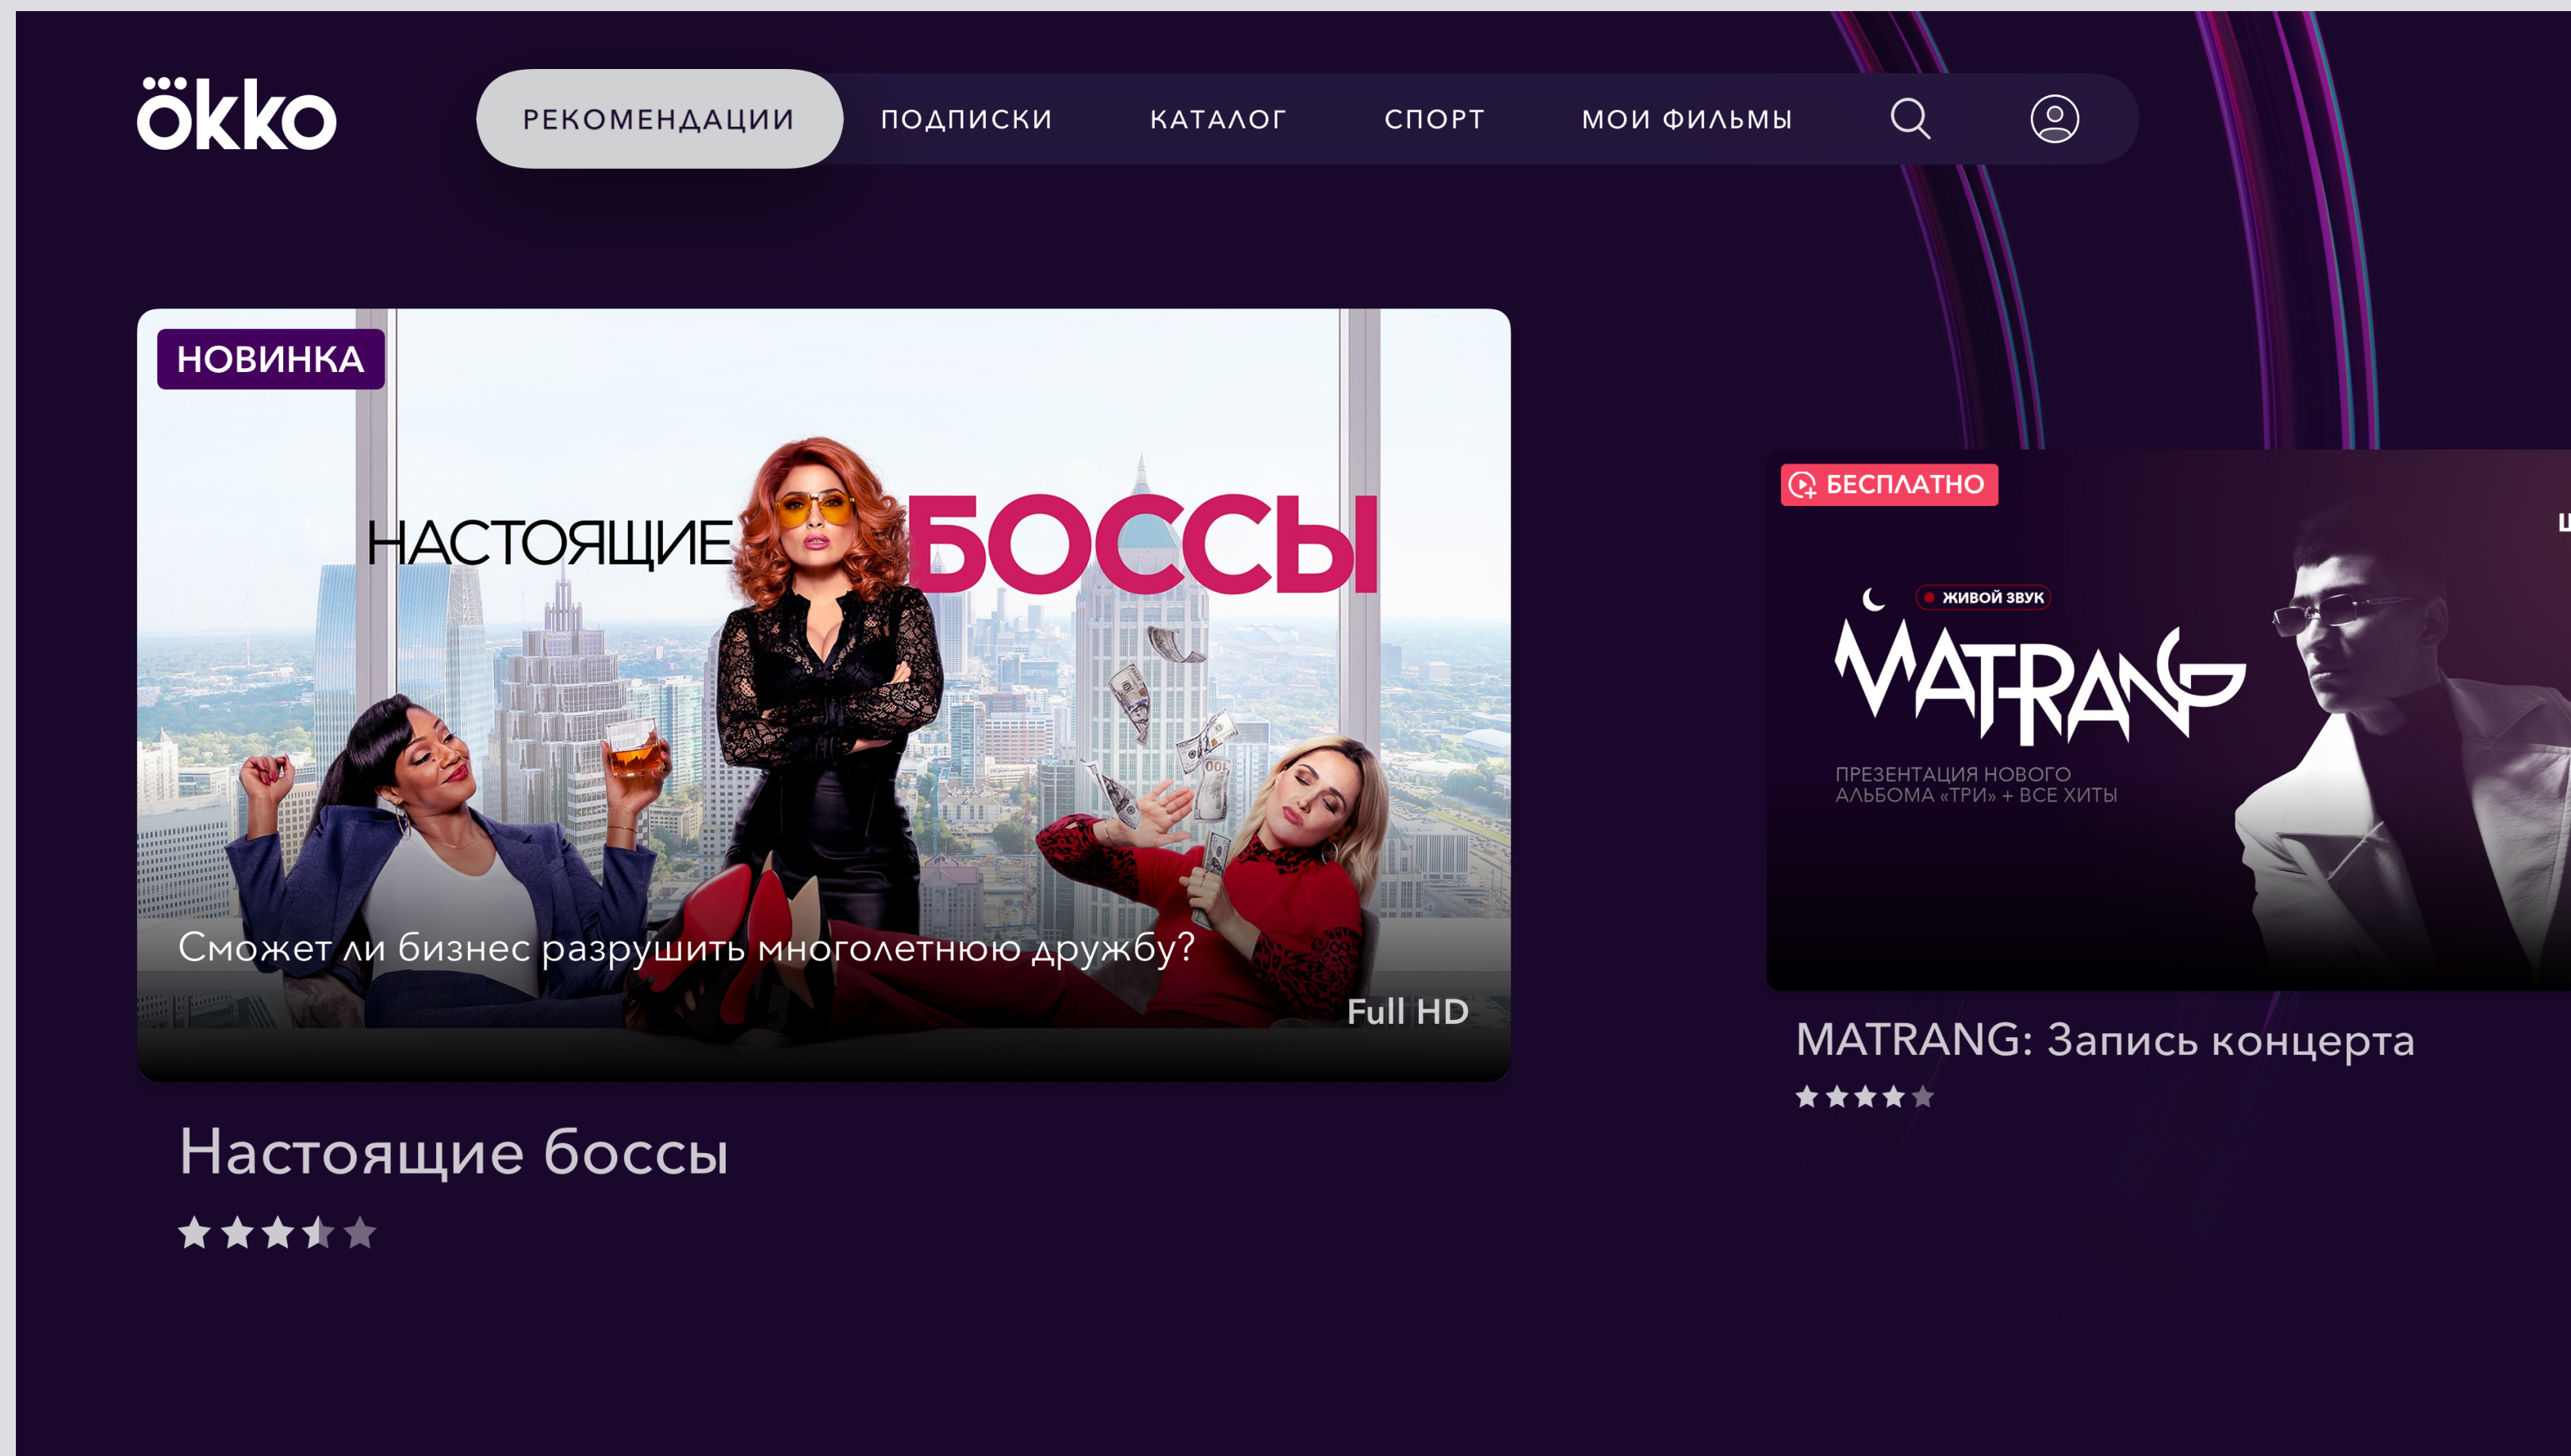 okko
РЕКОМЕНДАЦИИ
ПОДПИСКИ
КАТАЛОГ
СПОРТ
МОИ ФИЛЬМЫ
НОВИНКА
НАСТОЯЩИЕ БОССЫ
Сможет ли бизнес разрушить многолетнюю дружбу?
Full HD
Настоящие боссы
БЕСПЛАТНО
ЖИВОЙ ЗВУК
MATRANG
ПРЕЗЕНТАЦИЯ НОВОГО
АЛЬБОМА «ТРИ» + ВСЕ ХИТЫ
MATRANG: Запись концерта